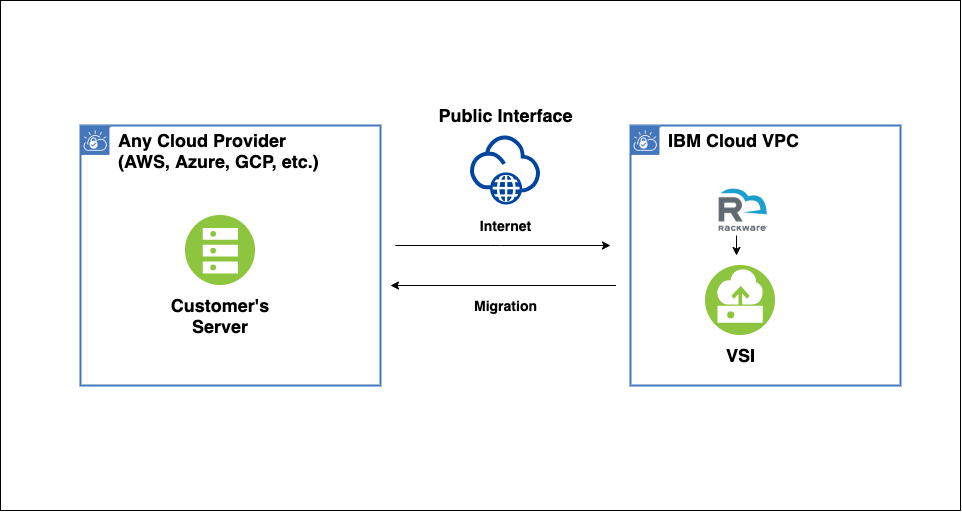 Public Interface
Any Cloud Provider
(AWS, Azure, GCP, etc.)
IBM Cloud VPC
RACKWARE
Internet
Customer's
Server
Migration
VSI